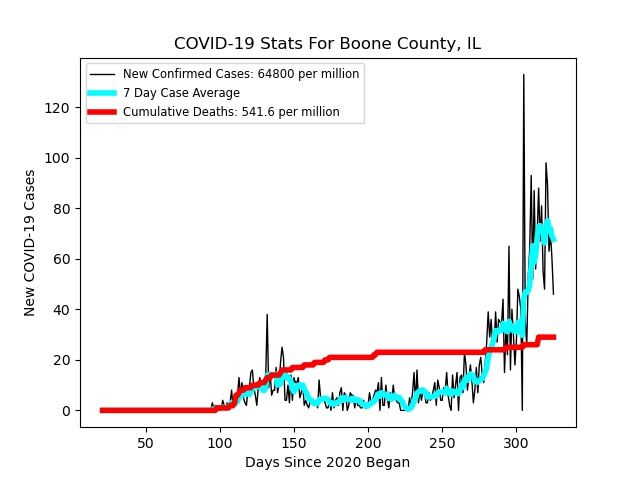 COVID-19 Stats For Boone County, IL
New Confirmed Cases: 64800 per million
7 Day Case Average
Cumulative Deaths: 541.6 per million
New COVID-19 Cases
120
100
80
60
40
20
0
50 100 150 200 250 300
Days Since 2020 Began